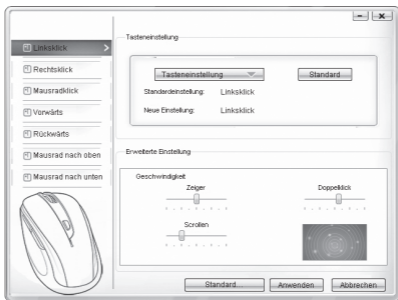 Linksklick
Rechtsklick
Mausradklick
Vorwärts
Rückwärts
Mausrad nach oben
Mausrad nach unten
Tasteneinstellung
Tasteneinstellung
Standard
Standardeinstellung: Linksklick
Neue Einstellung: Linksklick
Erweiterte Einstellung
Geschwindigkeit
Zeiger
Doppelklick
Scrollen
Standard...
Anwenden
Abbrechen